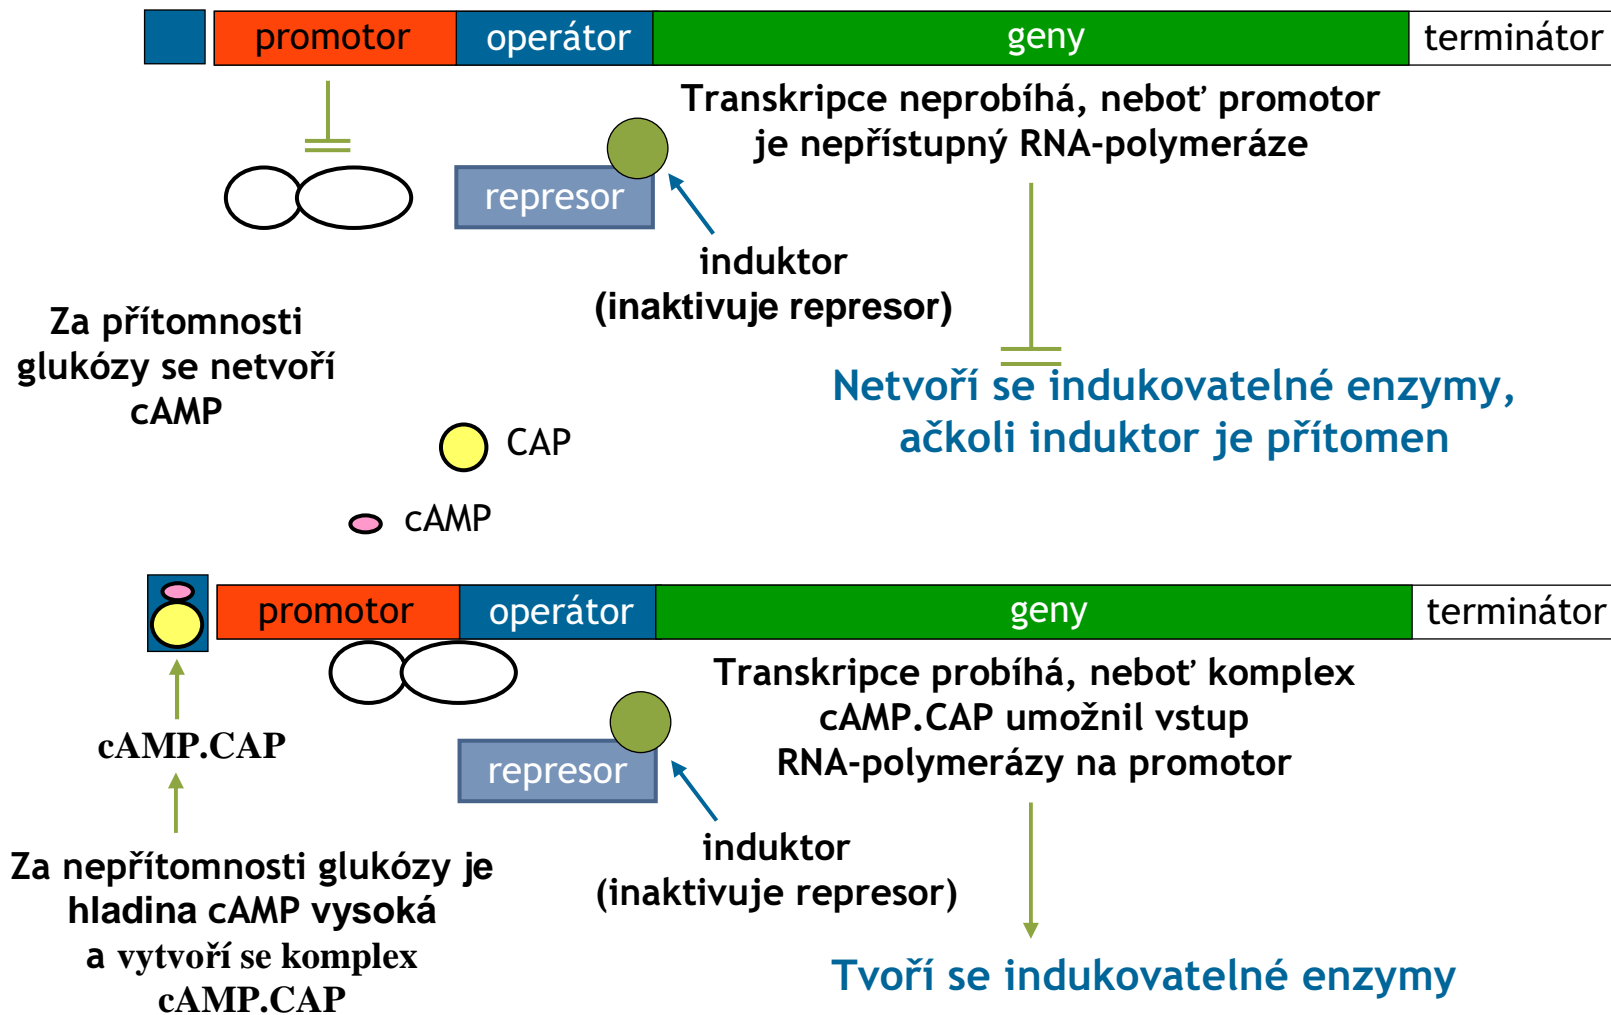 promotor
operátor
geny
terminátor
Transkripce neprobíhá, neboť promotor
je nepřístupný RNA-polymeráze
represor
induktor
(inaktivuje represor)
Za přítomnosti
glukózy se netvoří
cAMP
Netvoří se indukovatelné enzymy,
ačkoli induktor je přítomen
CAP
cAMP
promotor
operátor
geny
terminátor
Transkripce probíhá, neboť komplex
cAMP.CAP umožnil vstup
RNA-polymerázy na promotor
cAMP.CAP
represor
induktor
(inaktivuje represor)
Za nepřítomnosti glukózy je
hladina cAMP vysoká
a vytvoří se komplex
cAMP.CAP
Tvoří se indukovatelné enzymy